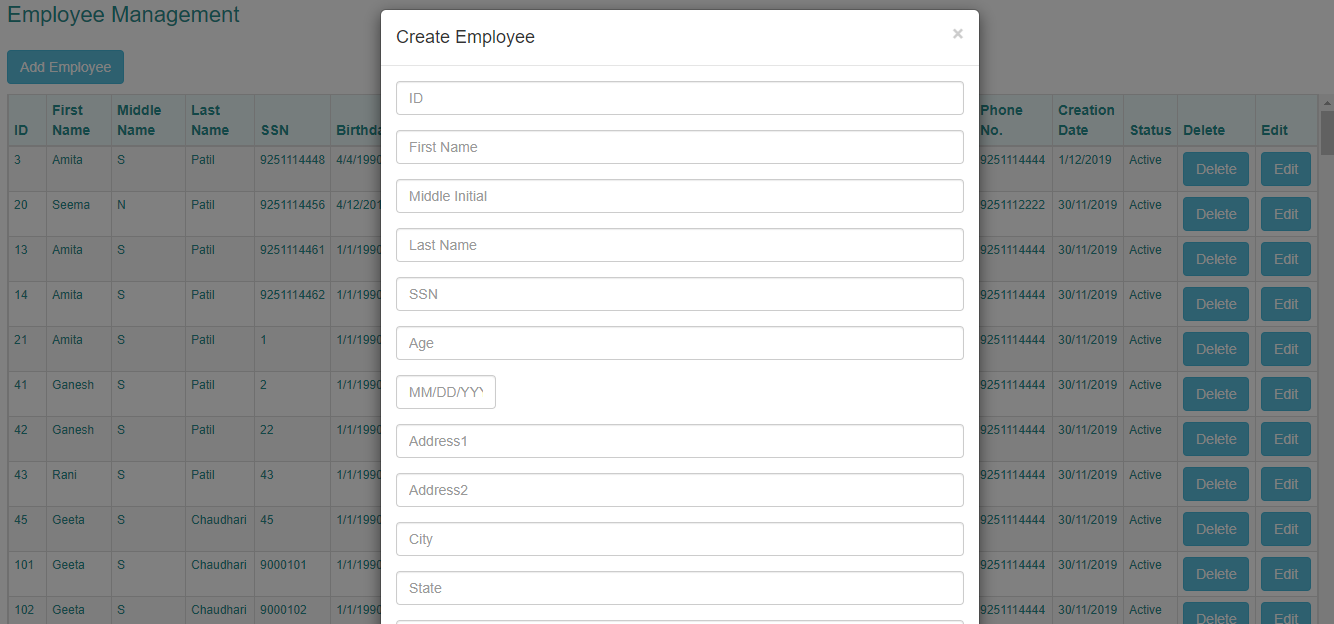 Employee Management
Add Employee
Create Employee
×
ID
First Name
Middle Initial
Last Name
SSN
Age
MM/DD/YYY
Address1
Address2
City
State
ID First Name Middle Name Last Name SSN Birthda Phone No. Creation Date Status Delete Edit
3 Amita S Patil 9251114448 4/4/1990 9251114444 1/12/2019 Active Delete Edit
20 Seema N Patil 9251114456 4/12/201 9251112222 30/11/2019 Active Delete Edit
13 Amita S Patil 9251114461 1/1/1990 9251114444 30/11/2019 Active Delete Edit
14 Amita S Patil 9251114462 1/1/1990 9251114444 30/11/2019 Active Delete Edit
21 Amita S Patil 1 1/1/1990 9251114444 30/11/2019 Active Delete Edit
41 Ganesh S Patil 2 1/1/1990 9251114444 30/11/2019 Active Delete Edit
42 Ganesh S Patil 22 1/1/1990 9251114444 30/11/2019 Active Delete Edit
43 Rani S Patil 43 1/1/1990 9251114444 30/11/2019 Active Delete Edit
45 Geeta S Chaudhari 45 1/1/1990 9251114444 30/11/2019 Active Delete Edit
101 Geeta S Chaudhari 9000101 1/1/1990 9251114444 30/11/2019 Active Delete Edit
102 Geeta S Chaudhari 9000102 1/1/1990 9251114444 30/11/2019 Active Delete Edit